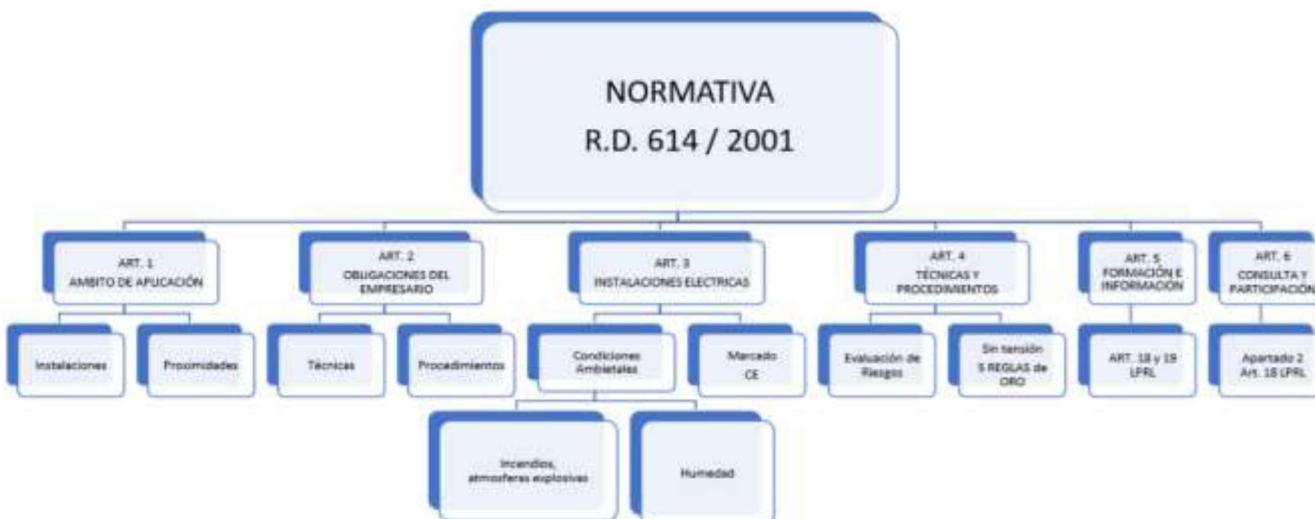 NORMATIVA
R.D. 614 / 2001
ART. 1
AMBITO DE APLICACIÓN
ART. 2
OBLIGACIONES DEL
EMPRESARIO
ART. 3
INSTALACIONES ELECTRICAS
ART. 4
TÉCNICAS Y
PROCEDIMIENTOS
ART. 5
FORMACIÓN E
INFORMACIÓN
ART. 6
CONSULTA Y
PARTICIPACIÓN
Instalaciones
Proximidades
Técnicas
Procedimientos
Condiciones
Ambietales
Marcado
CE
Evaluación de
Riesgos
Sin tensión
5 REGLAS de
ORO
ART. 18 y 19
LPRL
Apartado 2
Art. 18 LPRL
Incendios,
atmosferas explosivas
Humedad